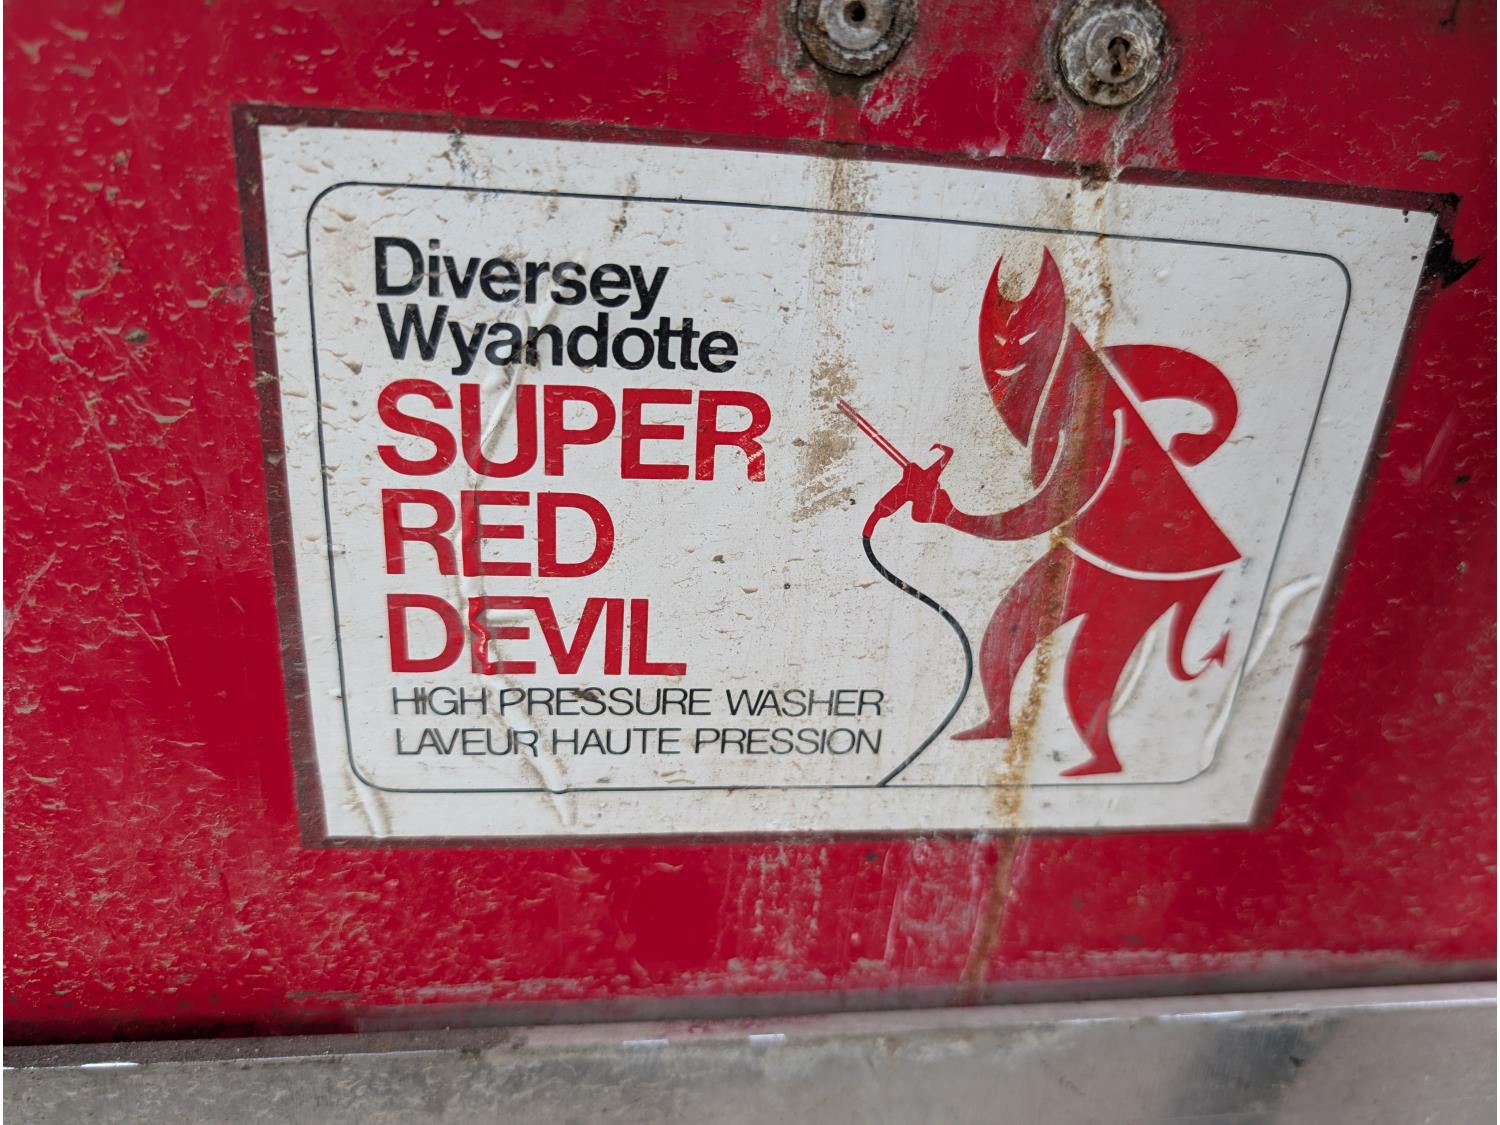 Diversey
Wyandotte
SUPER
RED
DEVIL
HIGH PRESSURE WASHER
LAVEUR HAUTE PRESSION